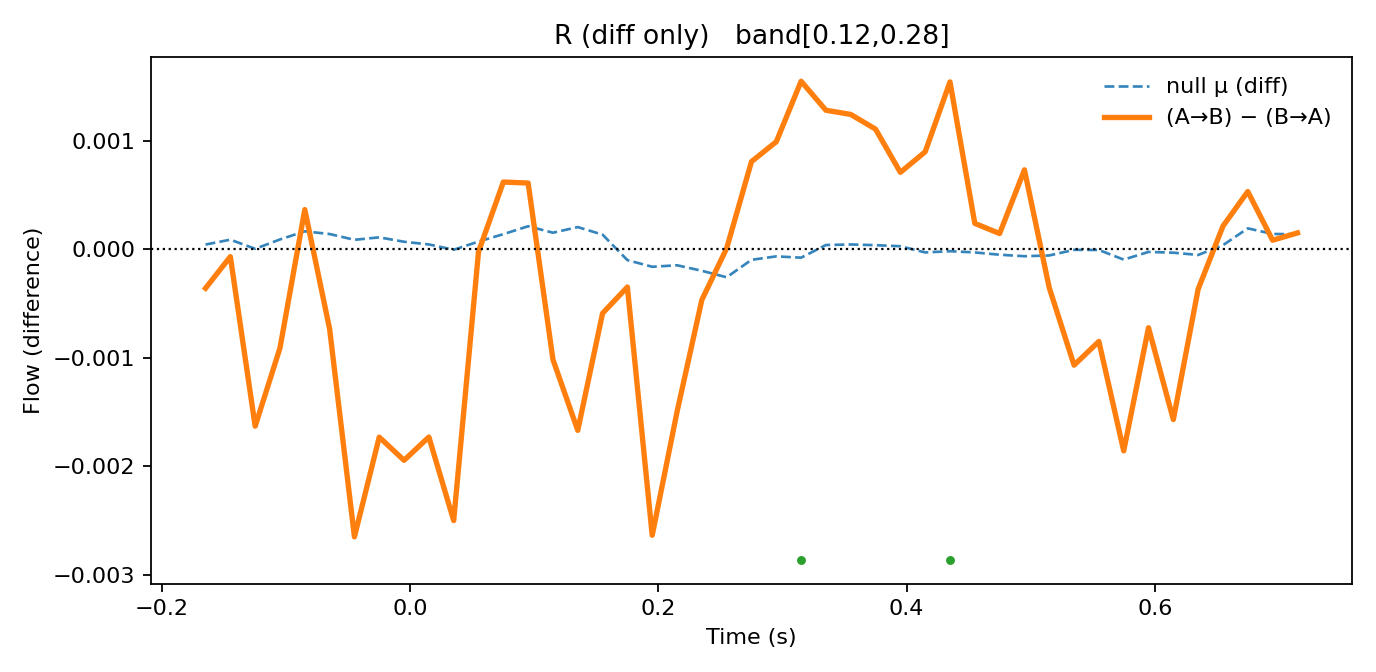 R (diff only)   band[0.12,0.28]
null μ (diff)
(A→B) − (B→A)
Flow (difference)
0.001
0.000
−0.001
−0.002
−0.003
−0.2
0.0
0.2
0.4
0.6
Time (s)